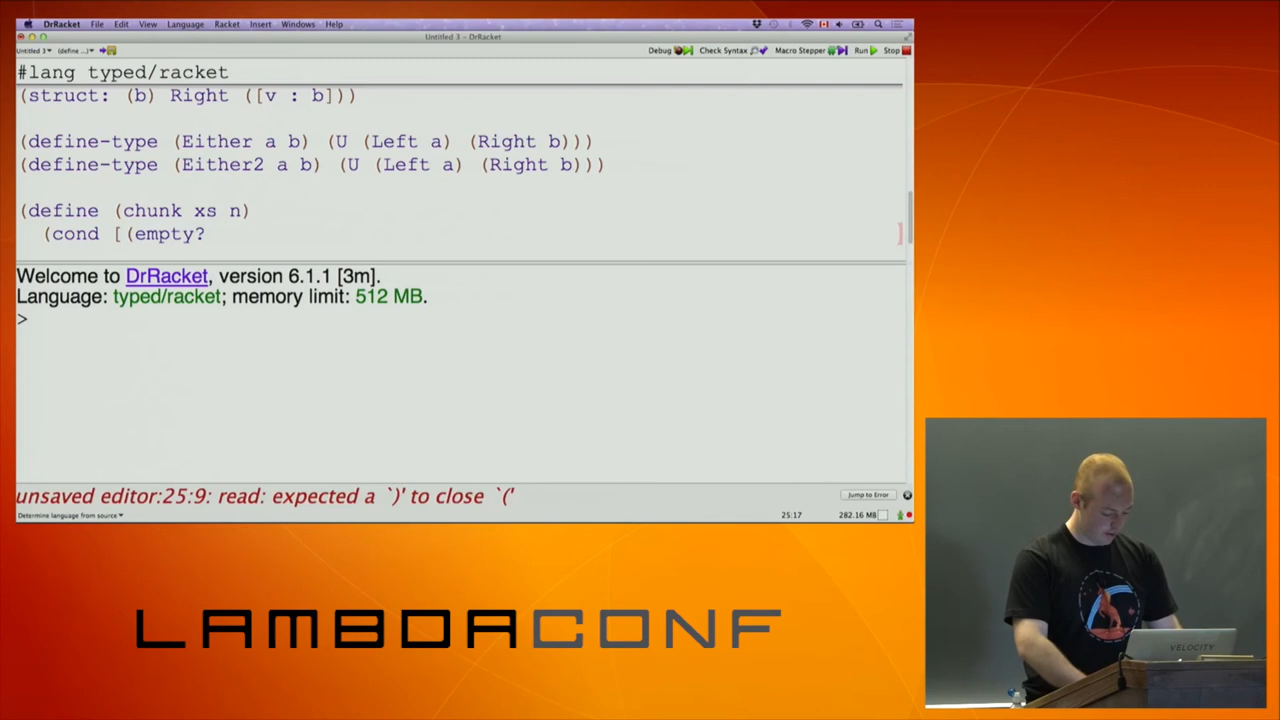 DrRacket File Edit View Language Racket Insert Windows Help
Untitled 3 - DrRacket
Untitled 3 (define ...) Debug Check Syntax Macro Stepper Run Stop
#lang typed/racket
(struct: (b) Right ([v : b]))
(define-type (Either a b) (U (Left a) (Right b)))
(define-type (Either2 a b) (U (Left a) (Right b)))
(define (chunk xs n)
(cond [(empty?
Welcome to DrRacket, version 6.1.1 [3m].
Language: typed/racket; memory limit: 512 MB.
>
unsaved editor:25:9: read: expected a `)' to close `('
Jump to Error
Determine language from source 25:17 282.16 MB
LAMBDACONF
VELOCITY